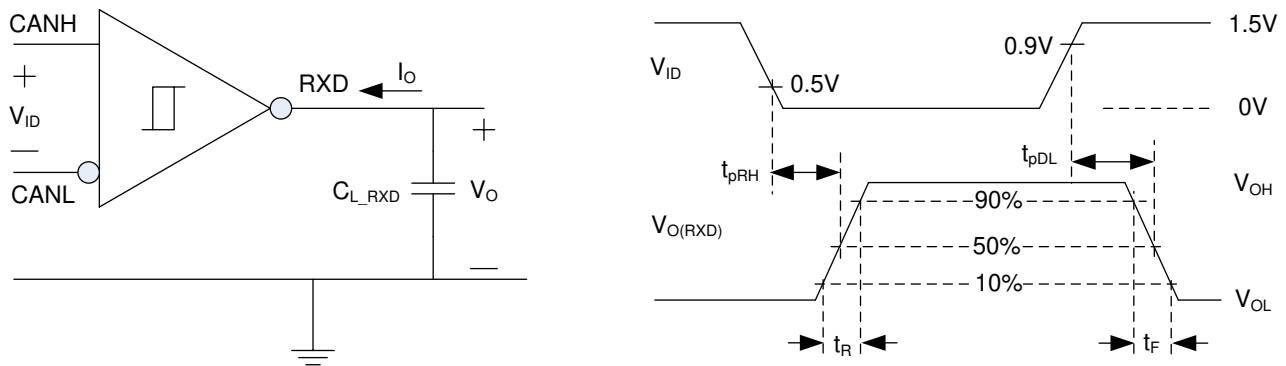 CANH
+
V_ID
—
CANL
RXD
I_O
C_L_RXD
+
V_O
—
V_ID
0.5V
0.9V
1.5V
0V
t_pRH
t_pDL
V_O(RXD)
90%
50%
10%
V_OH
V_OL
t_R
t_F